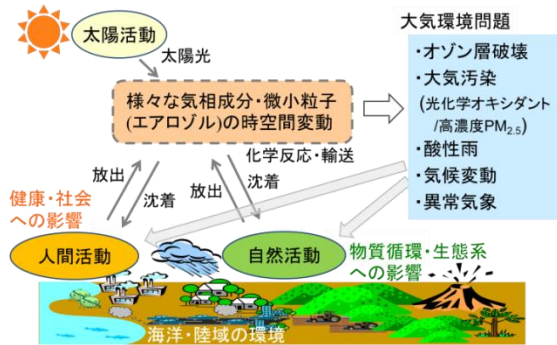 太陽活動
太陽光
様々な気相成分・微小粒子
(エアロゾル)の時空間変動
化学反応・輸送
放出
沈着
放出
沈着
大気環境問題
・オゾン層破壊
・大気汚染
(光化学オキシダント
/高濃度PM2.5)
・酸性雨
・気候変動
・異常気象
健康・社会
への影響
人間活動
自然活動
物質循環・生態系
への影響
海洋・陸域の環境